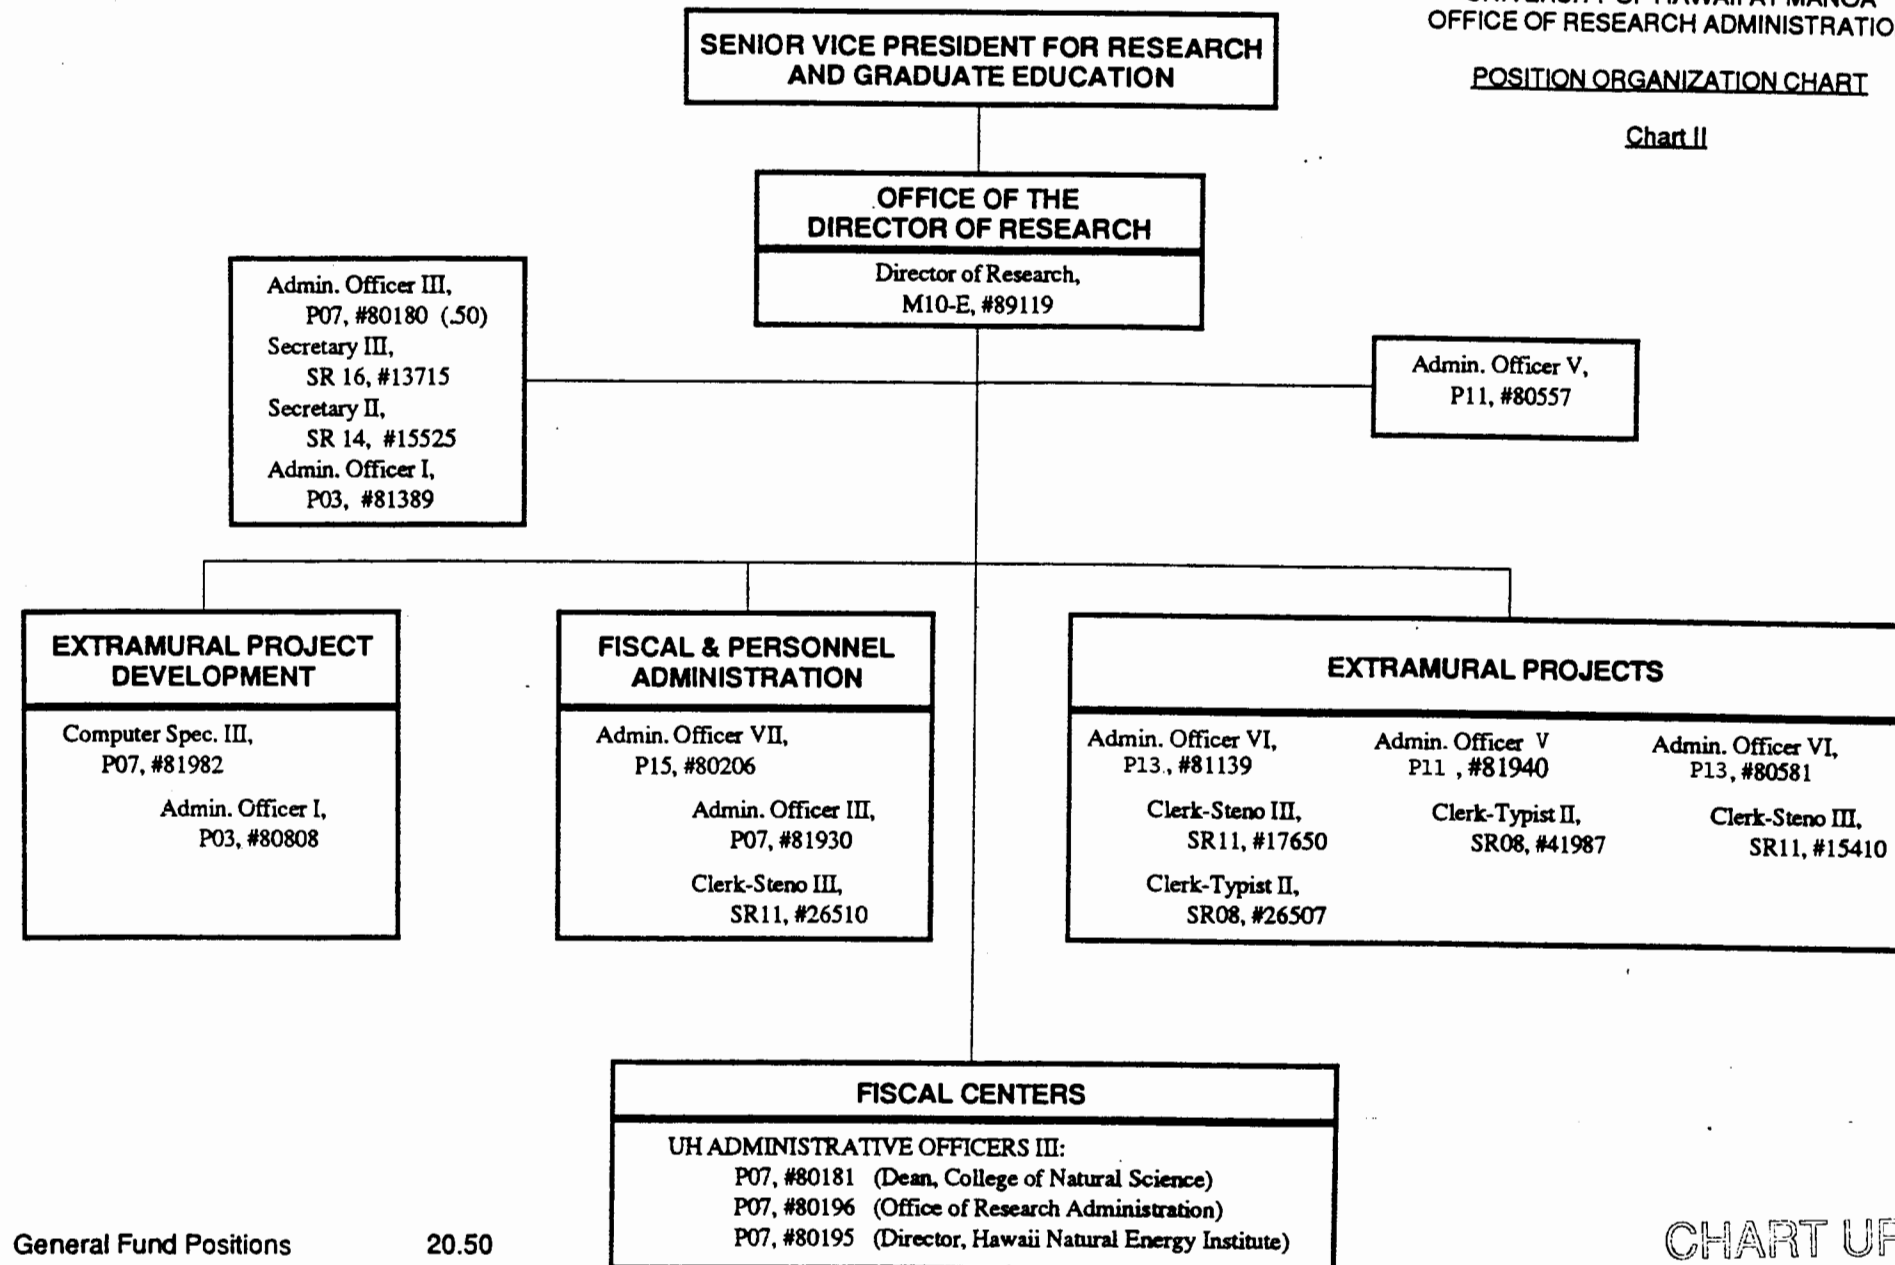 SENIOR VICE PRESIDENT FOR RESEARCH
AND GRADUATE EDUCATION
OFFICE OF RESEARCH ADMINISTRATIO
POSITION ORGANIZATION CHART
Chart II
OFFICE OF THE
DIRECTOR OF RESEARCH
Director of Research,
M10-E, #89119
Admin. Officer III,
P07, #80180 (.50)
Secretary III,
SR 16, #13715
Secretary II,
SR 14, #15525
Admin. Officer I,
P03, #81389
Admin. Officer V,
P11, #80557
EXTRAMURAL PROJECT
DEVELOPMENT
Computer Spec. III,
P07, #81982
Admin. Officer I,
P03, #80808
FISCAL & PERSONNEL
ADMINISTRATION
Admin. Officer VII,
P15, #80206
Admin. Officer III,
P07, #81930
Clerk-Steno III,
SR11, #26510
EXTRAMURAL PROJECTS
Admin. Officer VI,
P13., #81139
Clerk-Steno III,
SR11, #17650
Clerk-Typist II,
SR08, #26507
Admin. Officer V
P11 , #81940
Clerk-Typist II,
SR08, #41987
Admin. Officer VI,
P13, #80581
Clerk-Steno III,
SR11, #15410
FISCAL CENTERS
UH ADMINISTRATIVE OFFICERS III:
P07, #80181 (Dean, College of Natural Science)
P07, #80196 (Office of Research Administration)
P07, #80195 (Director, Hawaii Natural Energy Institute)
General Fund Positions 20.50
CHART UP